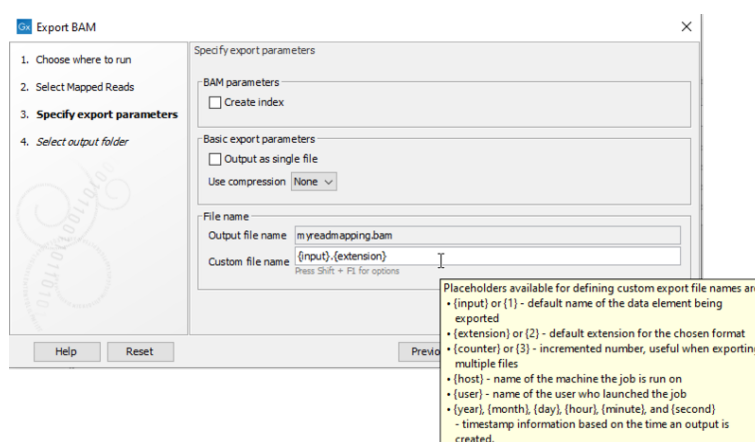 Gx Export BAM
1. Choose where to run
2. Select Mapped Reads
3. Specify export parameters
4. Select output folder
Specify export parameters
BAM parameters
Create index
Basic export parameters
Output as single file
Use compression None
File name
Output file name myreadmapping.bam
Custom file name {input}.{extension}
Press Shift + F1 for options
Help Reset Previo
Placeholders available for defining custom export file names are
• {input} or {1} - default name of the data element being
exported
• {extension} or {2} - default extension for the chosen format
• {counter} or {3} - incremented number, useful when exporting
multiple files
• {host} - name of the machine the job is run on
• {user} - name of the user who launched the job
• {year}, {month}, {day}, {hour}, {minute}, and {second}
- timestamp information based on the time an output is
created.